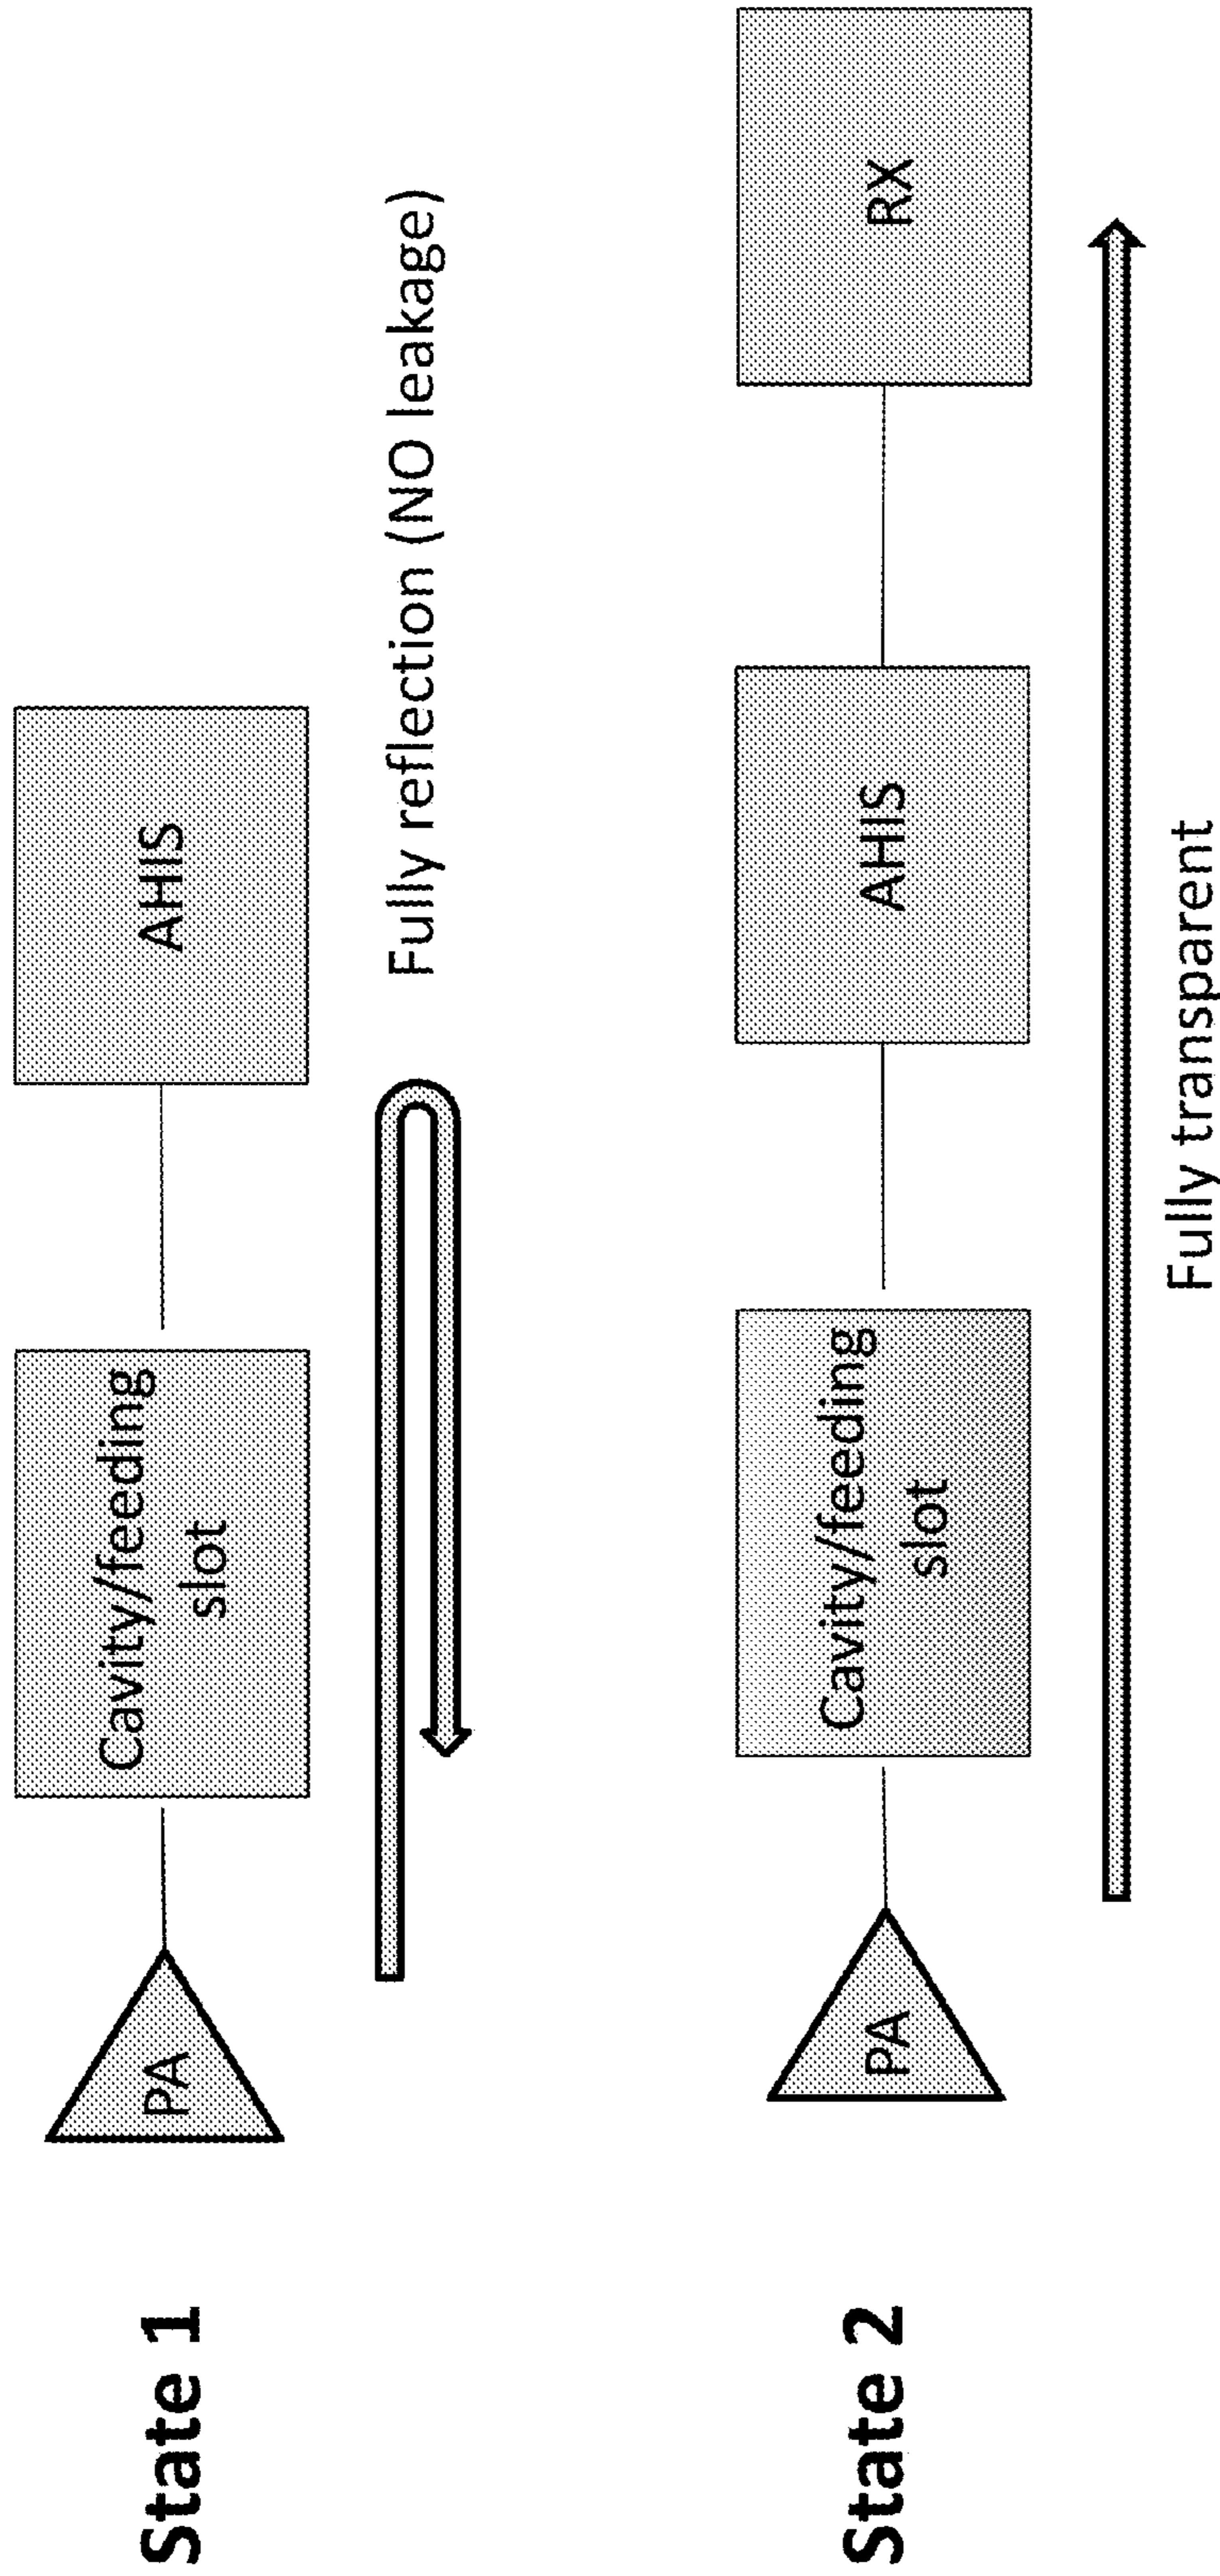 State 1
PA
Cavity/feeding
slot
AHIS
Fully reflection (NO leakage)
State 2
PA
Cavity/feeding
slot
AHIS
RX
Fully transparent